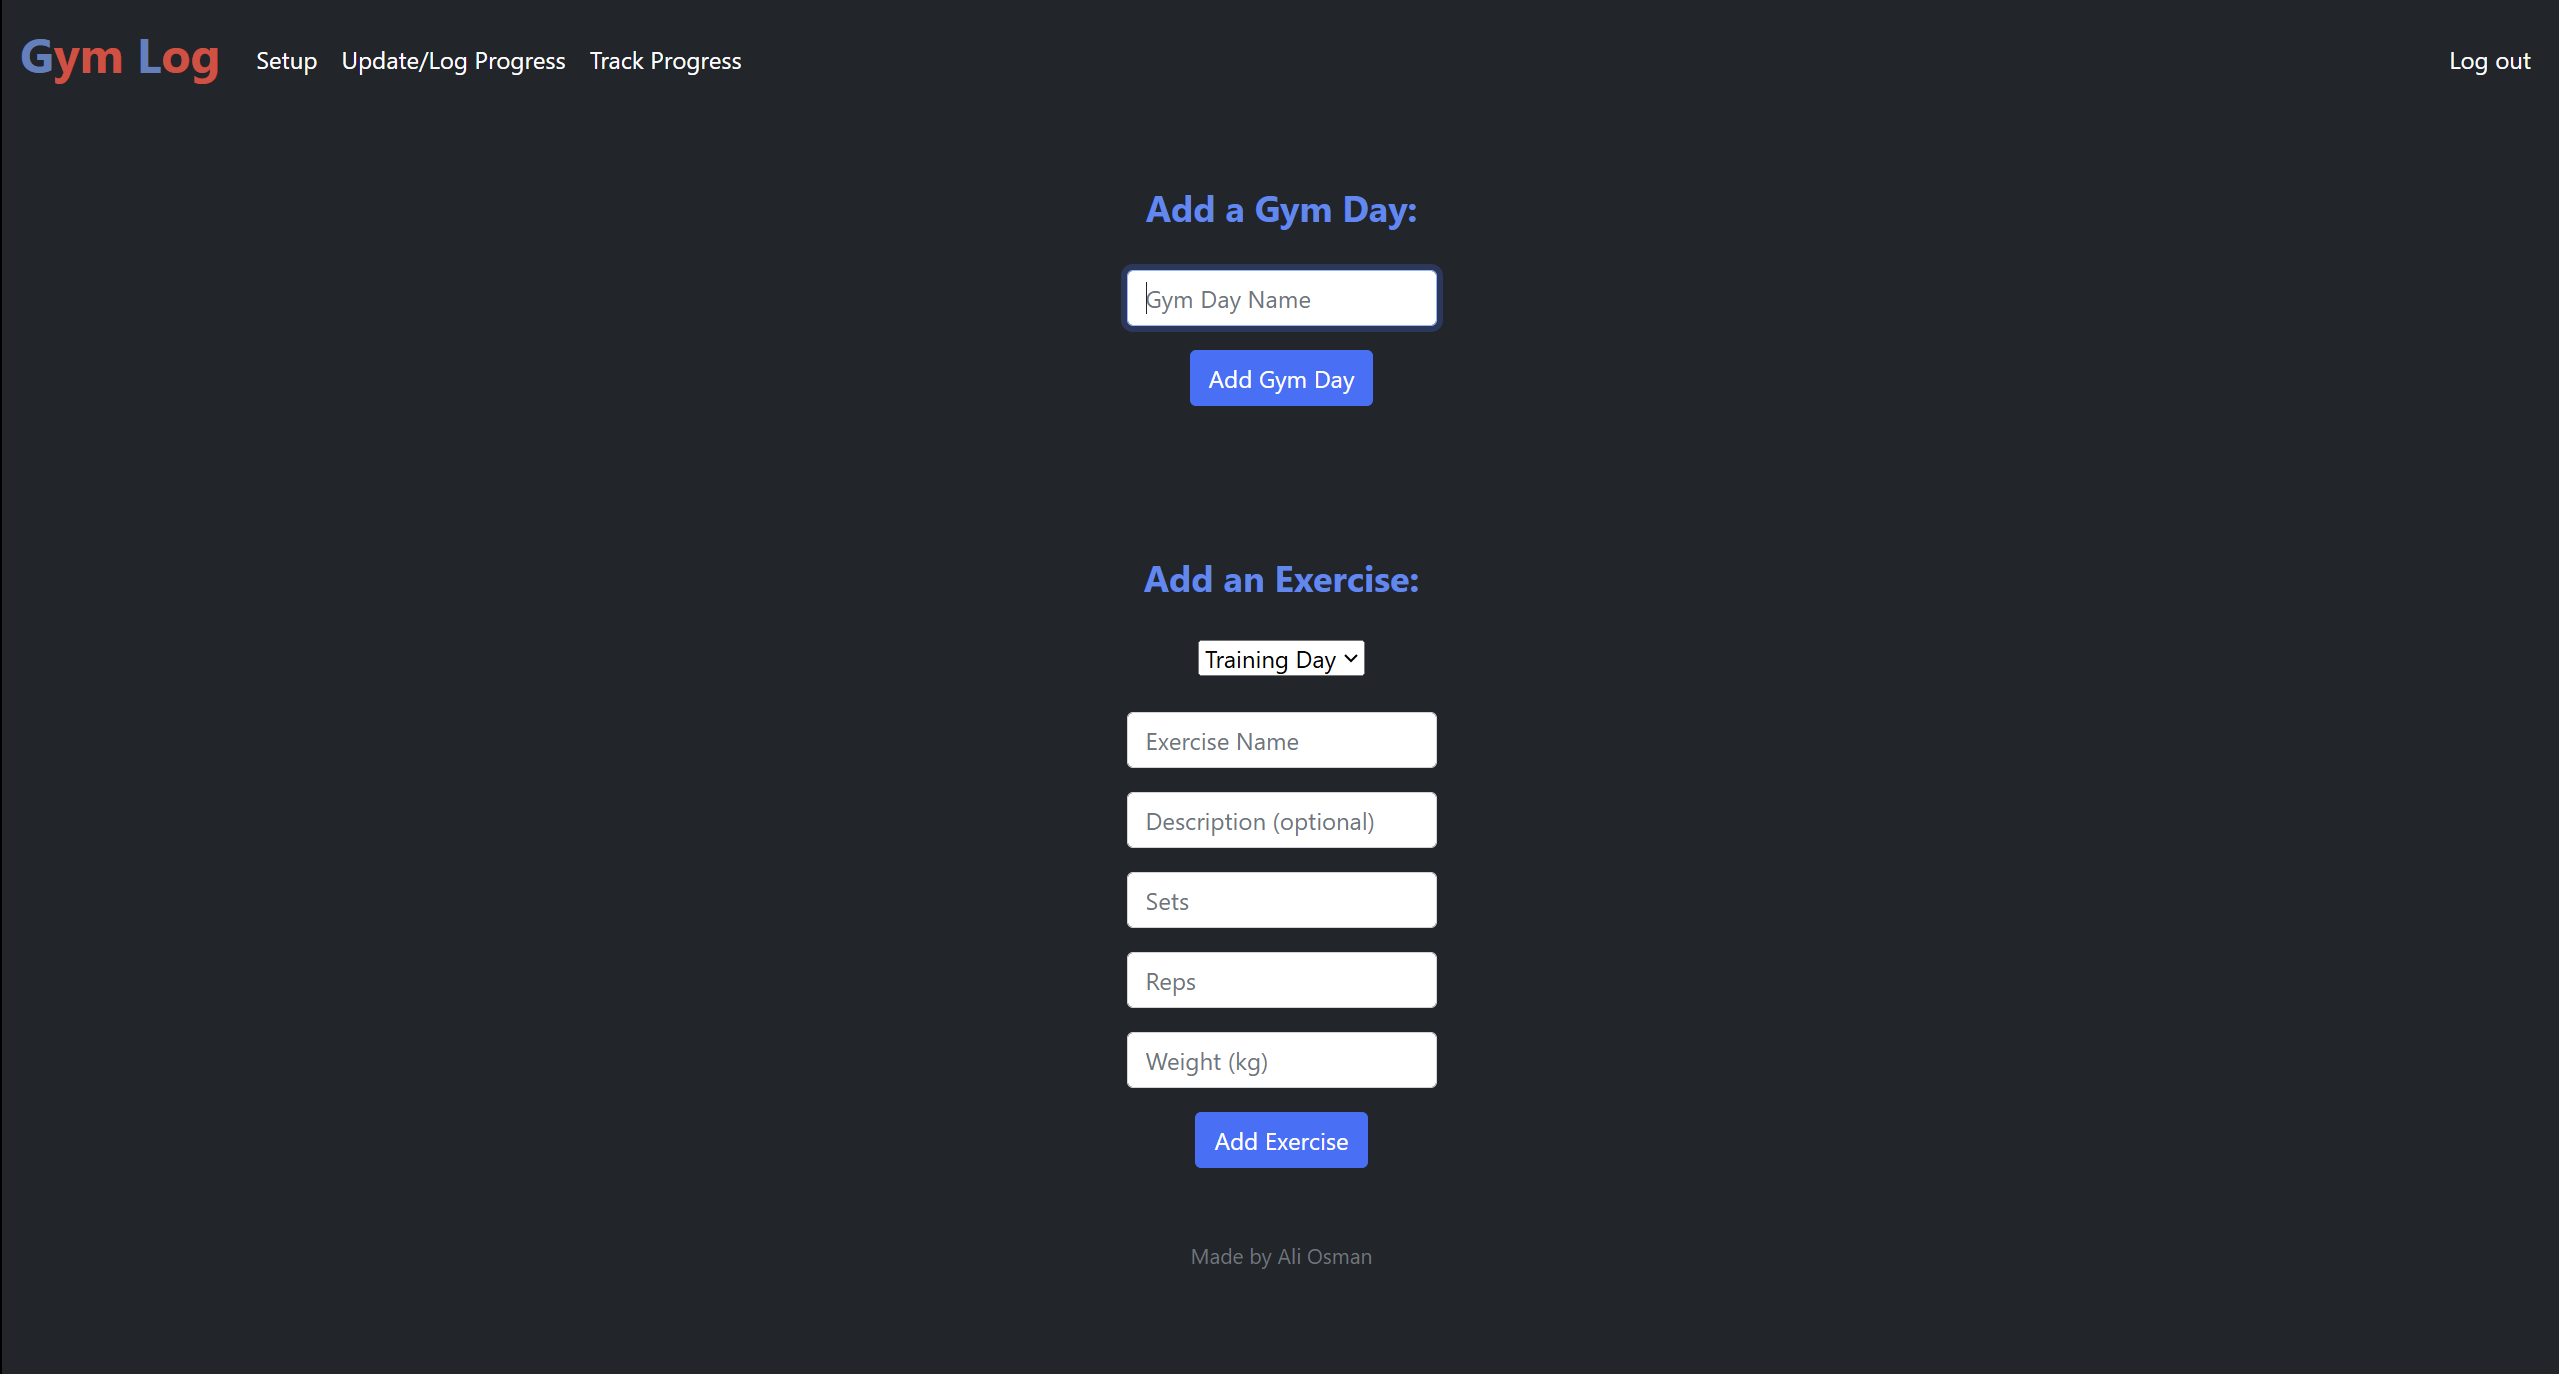 Gym Log Setup Update/Log Progress Track Progress Log out
Add a Gym Day:
Gym Day Name
Add Gym Day
Add an Exercise:
Training Day
Exercise Name
Description (optional)
Sets
Reps
Weight (kg)
Add Exercise
Made by Ali Osman